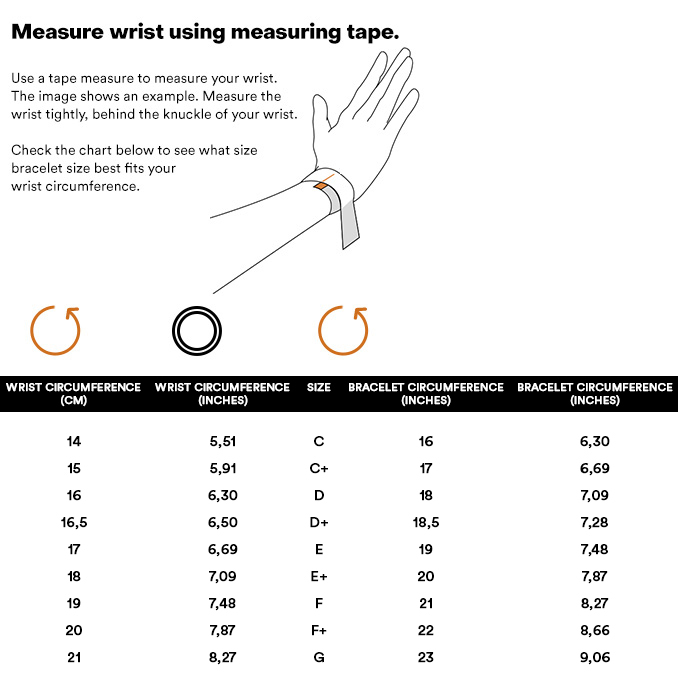 Measure wrist using measuring tape.
Use a tape measure to measure your wrist.
The image shows an example. Measure the
wrist tightly, behind the knuckle of your wrist.
Check the chart below to see what size
bracelet size best fits your
wrist circumference.
WRIST CIRCUMFERENCE (CM) WRIST CIRCUMFERENCE (INCHES) SIZE BRACELET CIRCUMFERENCE (INCHES) BRACELET CIRCUMFERENCE (INCHES)
14 5,51 C 16 6,30
15 5,91 C+ 17 6,69
16 6,30 D 18 7,09
16,5 6,50 D+ 18,5 7,28
17 6,69 E 19 7,48
18 7,09 E+ 20 7,87
19 7,48 F 21 8,27
20 7,87 F+ 22 8,66
21 8,27 G 23 9,06